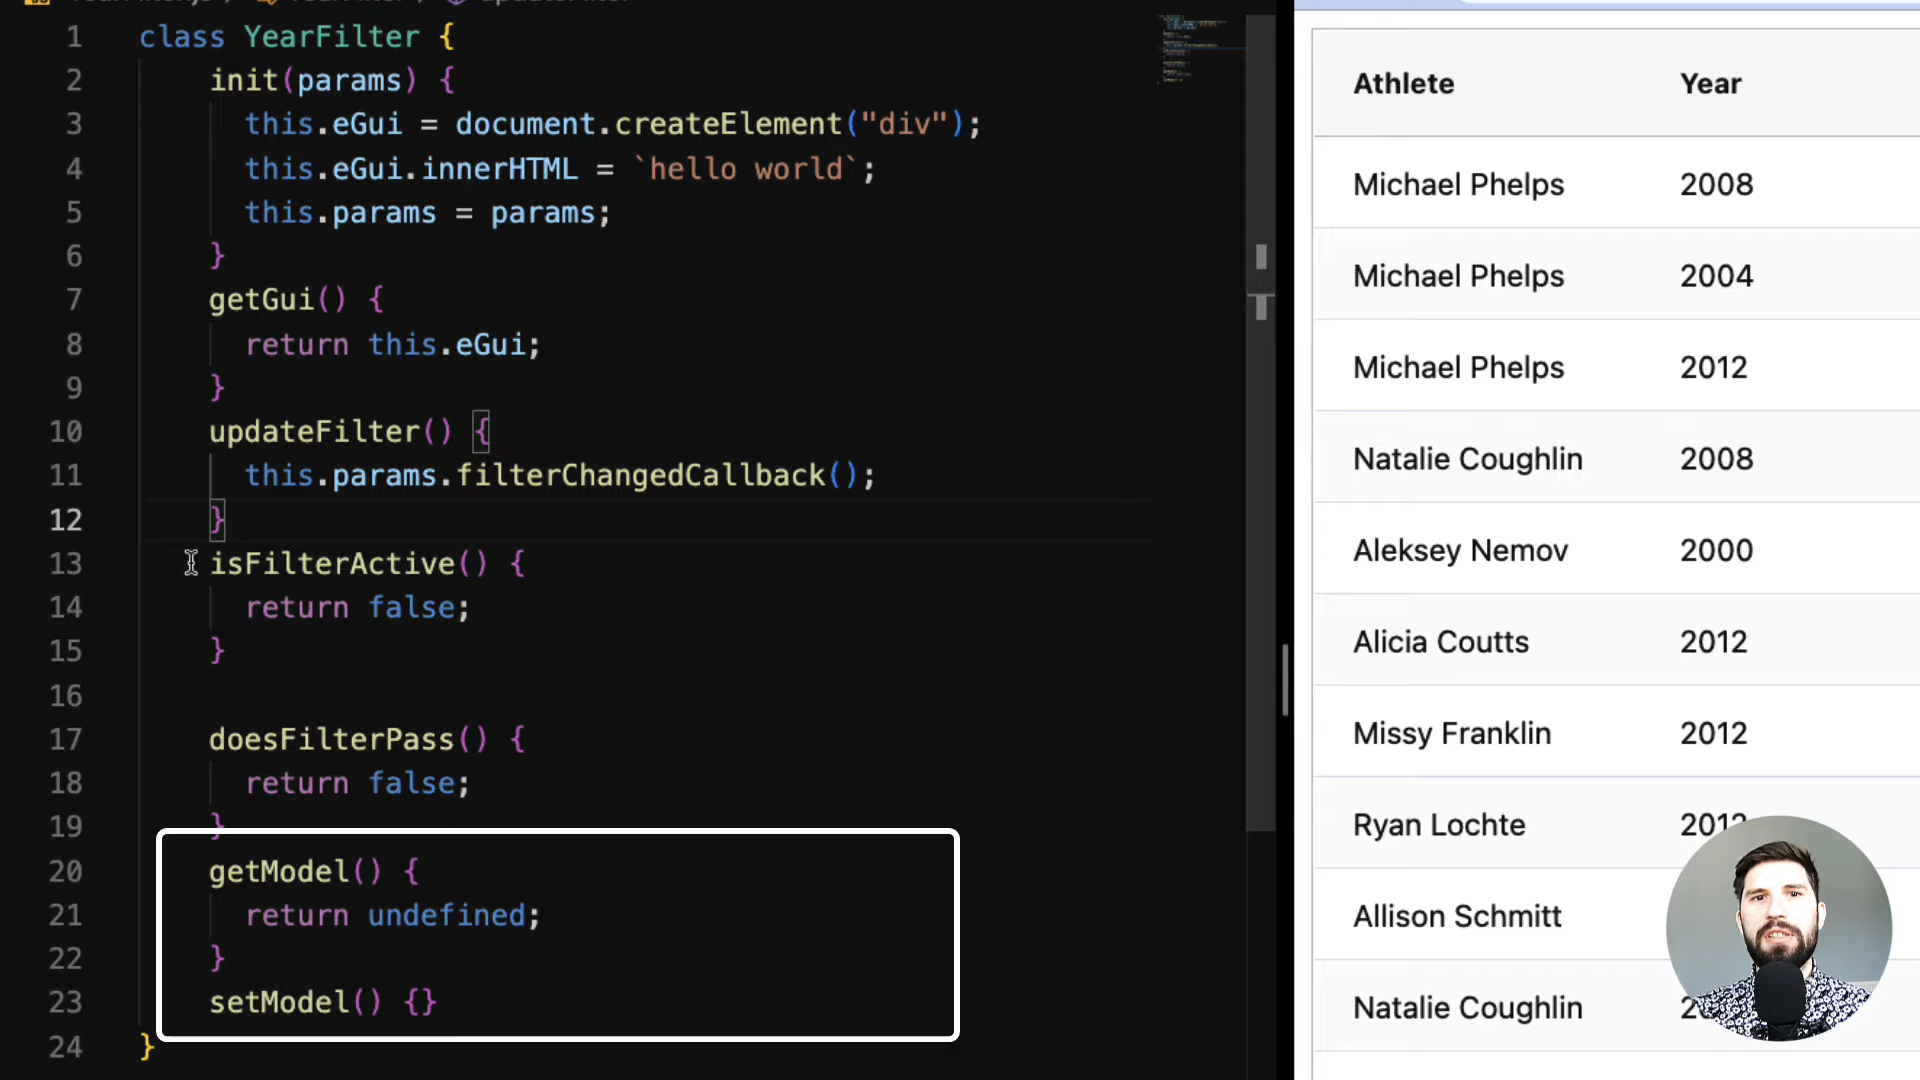 1 class YearFilter {
2 init(params) {
3 this.eGui = document.createElement("div");
4 this.eGui.innerHTML = `hello world`;
5 this.params = params;
6 }
7 getGui() {
8 return this.eGui;
9 }
10 updateFilter() {
11 this.params.filterChangedCallback();
12 }
13 isFilterActive() {
14 return false;
15 }
16
17 doesFilterPass() {
18 return false;
19 }
20 getModel() {
21 return undefined;
22 }
23 setModel() {}
24 }
Athlete Year
Michael Phelps 2008
Michael Phelps 2004
Michael Phelps 2012
Natalie Coughlin 2008
Aleksey Nemov 2000
Alicia Coutts 2012
Missy Franklin 2012
Ryan Lochte 2012
Allison Schmitt
Natalie Coughlin